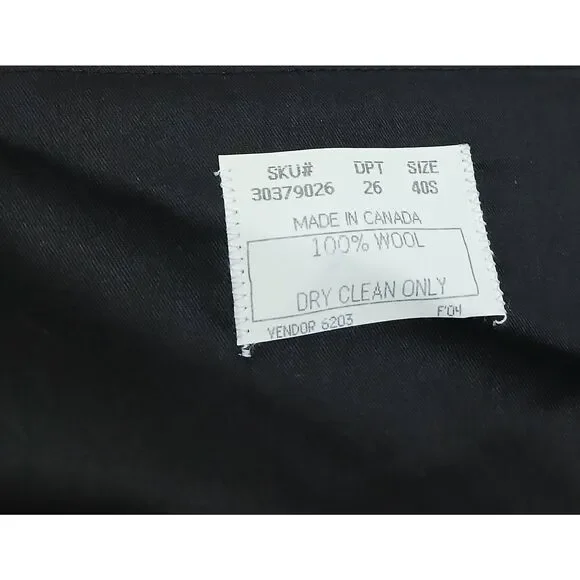 SKU# DPT SIZE
30379026 26 40S
MADE IN CANADA
100% WOOL
DRY CLEAN ONLY
VENDOR 6203 F'04